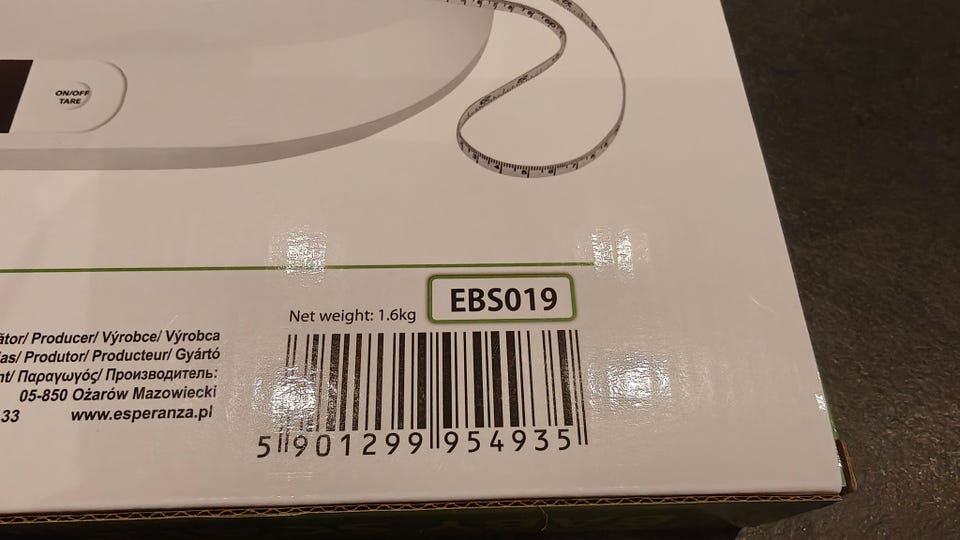 ON/OFF
TARE
EBS019
Net weight: 1.6kg
ātor/ Producer/ Výrobce/ Výrobca
as/ Produtor/ Producteur/ Gyártó
nt/ Παραγωγός/ Производитель:
05-850 Ożarów Mazowiecki
33 www.esperanza.pl
5 901299 954935